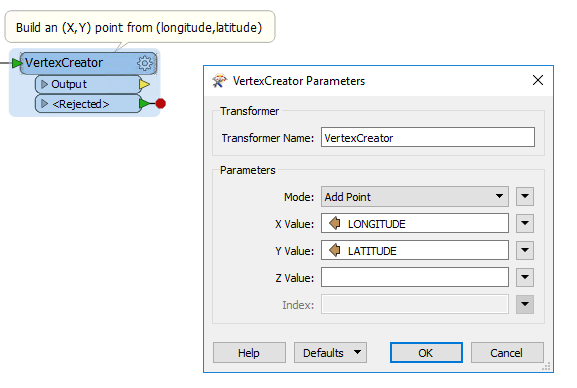 Build an (X,Y) point from (longitude,latitude)
VertexCreator
Output
<Rejected>
VertexCreator Parameters
Transformer
Transformer Name: VertexCreator
Parameters
Mode: Add Point
X Value: LONGITUDE
Y Value: LATITUDE
Z Value:
Index:
Help Defaults OK Cancel